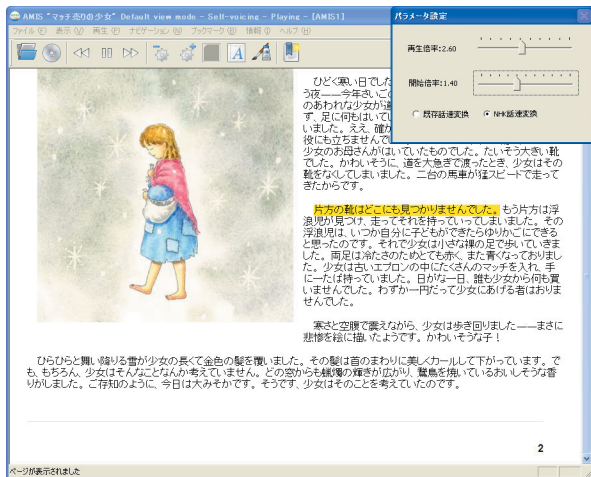 AMIS "マッチ売りの少女" Default view mode - Self-voicing - Playing - [AMIS1]
ファイル(F) 表示(V) 再生(P) ナビゲーション(N) ブックマーク(B) 情報(I) ヘルプ(H)
パラメータ設定
再生倍率:2.60
開始倍率:1.40
既存話速変換 NHK話速変換
ひどく寒い日でした
う夜――今年さいご
のあわれな少女が道
ず、足に何もはいてい
いました。ええ、確か
役にも立ちませんで
少女のお母さんがはいていたものでした。たいそう大きい靴
でした。かわいそうに、道を大急ぎで渡ったとき、少女はその
靴をなくしてしまいました。二台の馬車が猛スピードで走って
きたからです。
片方の靴はどこにも見つかりませんでした。もう片方は浮
浪児が見つけ、走ってそれを持っていってしまいました。その
浪児は、いつか自分に子どもができたらゆりかごにできる
と思ったのです。それで少女は小さな裸の足で歩いていきま
した。両足は冷たさのためとても赤く、また青くなっておりまし
た。少女は古いエプロンの中にたくさんのマッチを入れ、手
に一たば持っていました。日がな一日、誰も少女から何も買
いませんでした。わずか一円だって少女にあげる者はおりま
せんでした。
寒さと空腹で震えながら、少女は歩き回りました――まさに
悲惨を絵に描いたようです。かわいそうな子!
ひらひらと舞い降りる雪が少女の長くて金色の髪を覆いました。その髪は首のまわりに美しくカールして下がっています。で
も、もちろん、少女はそんなことなんか考えていません。どの窓からも蝋燭の輝きが広がり、鵞鳥を焼いているおいしそうな香
りがしました。ご存知のように、今日は大みそかです。そうです、少女はそのことを考えていたのです。
2
ページが表示されました